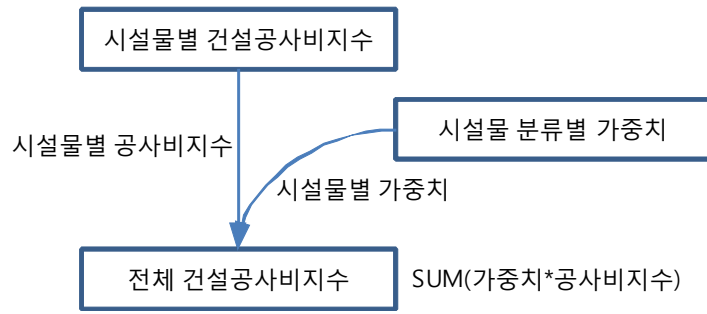 시설물별 건설공사비지수
시설물별 공사비지수
시설물 분류별 가중치
시설물별 가중치
전체 건설공사비지수
SUM(가중치*공사비지수)